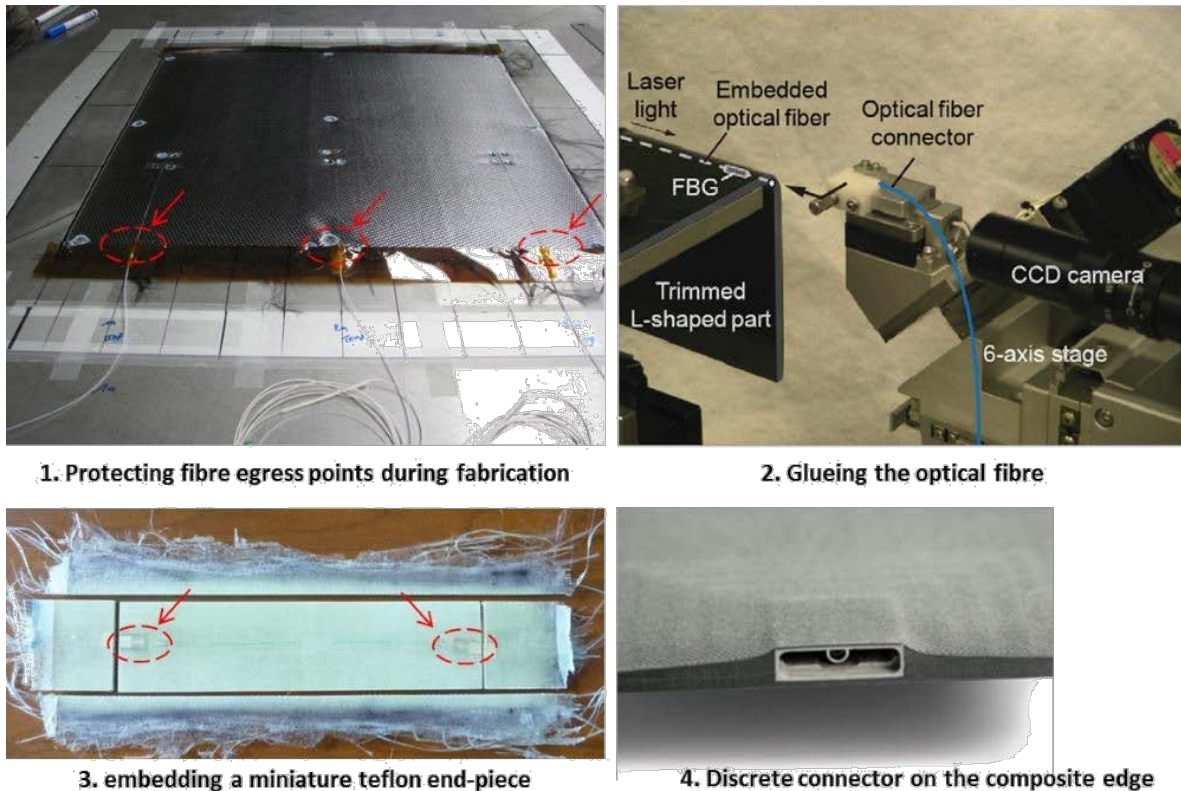 Laser
light
Embedded
optical fiber
Optical fiber
connector
FBG
CCD camera
Trimmed
L-shaped part
6-axis stage
1. Protecting fibre egress points during fabrication
2. Glueing the optical fibre
3. embedding a miniature teflon end-piece
4. Discrete connector on the composite edge